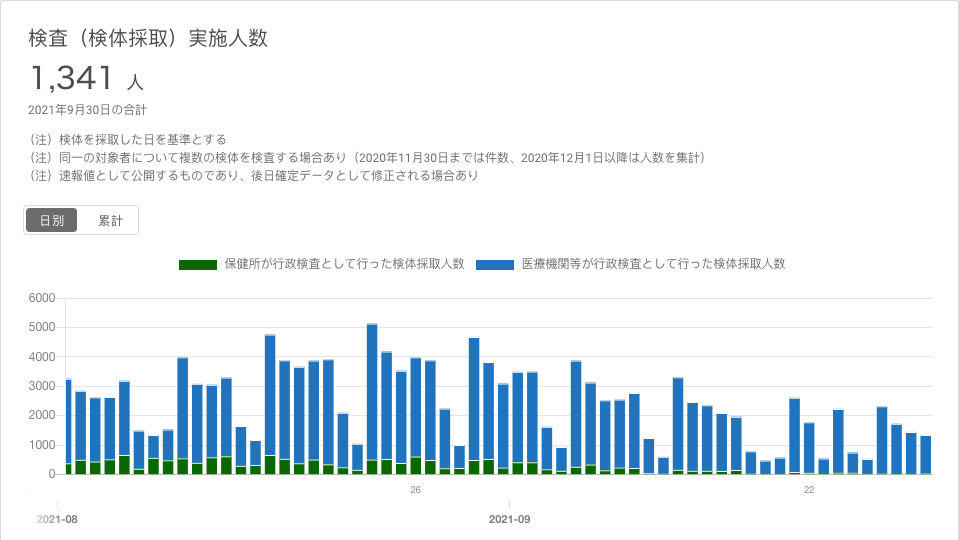 検査（検体採取）実施人数
1,341 人
2021年9月30日の合計
（注）検体を採取した日を基準とする
（注）同一の対象者について複数の検体を検査する場合あり（2020年11月30日までは件数、2020年12月1日以降は人数を集計）
（注）速報値として公開するものであり、後日確定データとして修正される場合あり
日別 累計
保健所が行政検査として行った検体採取人数 医療機関等が行政検査として行った検体採取人数
6000
5000
4000
3000
2000
1000
0
26 22
2021-08 2021-09